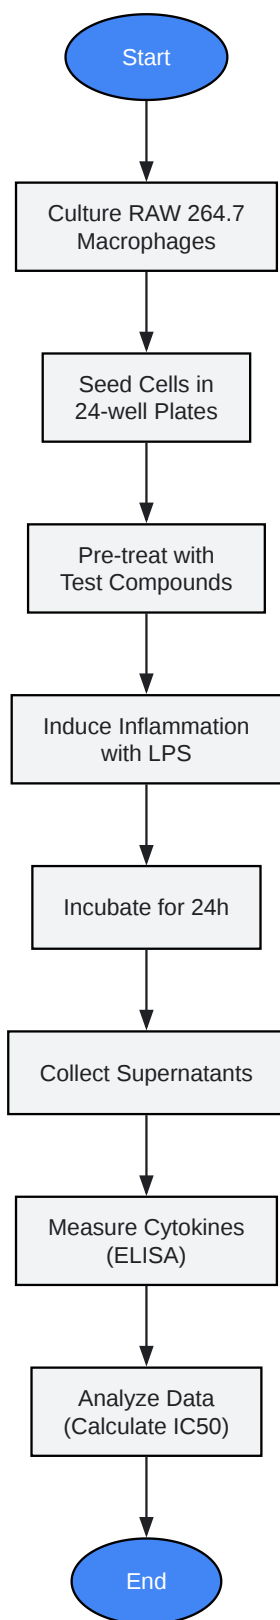 Start
Culture RAW 264.7
Macrophages
Seed Cells in
24-well Plates
Pre-treat with
Test Compounds
Induce Inflammation
with LPS
Incubate for 24h
Collect Supernatants
Measure Cytokines
(ELISA)
Analyze Data
(Calculate IC50)
End